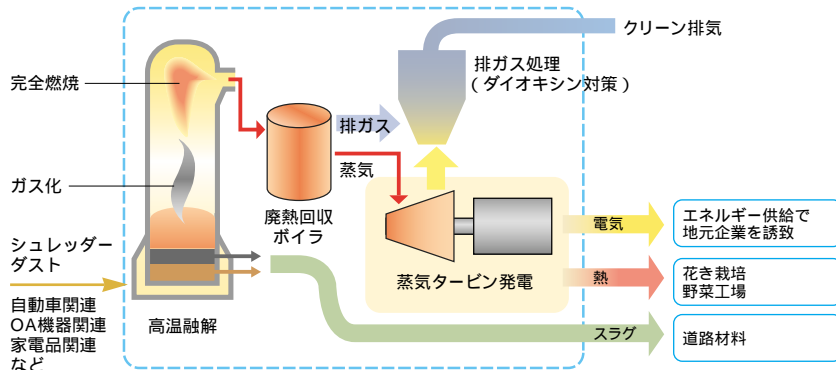 完全燃焼
ガス化
シュレッダー
ダスト
自動車関連
OA機器関連
家電品関連
など
高温融解
廃熱回収
ボイラ
排ガス
蒸気
排ガス処理
(ダイオキシン対策)
クリーン排気
蒸気タービン発電
電気
熱
スラグ
エネルギー供給で
地元企業を誘致
花き栽培
野菜工場
道路材料